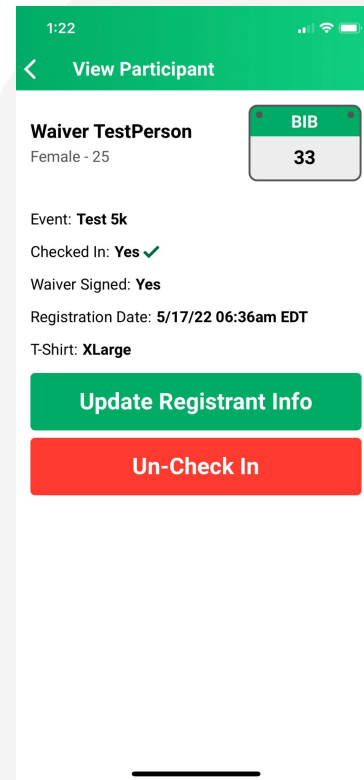 1:22
View Participant
Waiver TestPerson
Female - 25
BIB
33
Event: Test 5k
Checked In: Yes
Waiver Signed: Yes
Registration Date: 5/17/22 06:36am EDT
T-Shirt: XLarge
Update Registrant Info
Un-Check In